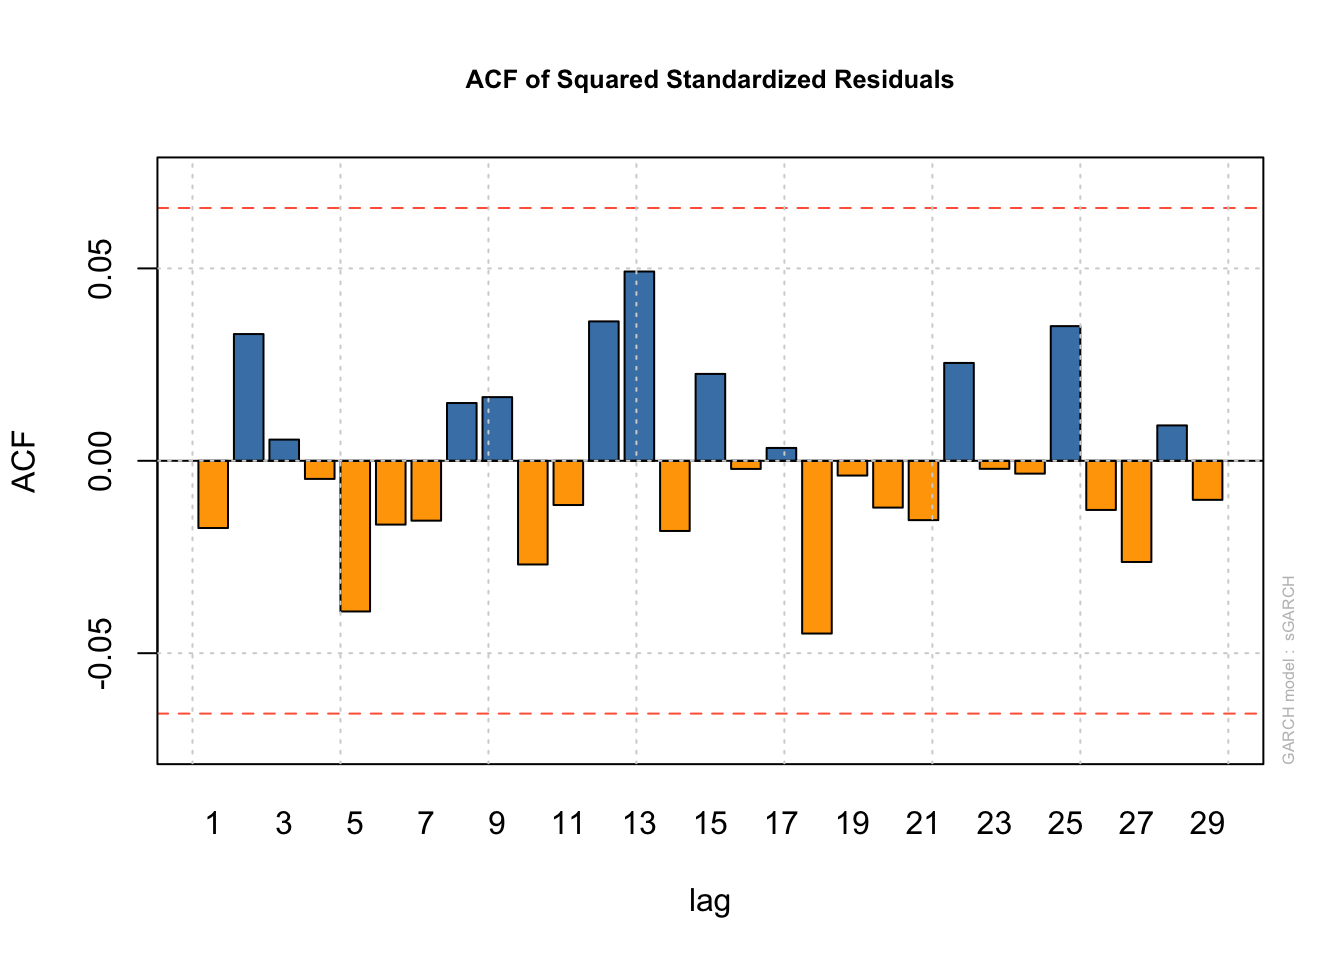 ACF of Squared Standardized Residuals
ACF
0.05
0.00
-0.05
1 3 5 7 9 11 13 15 17 19 21 23 25 27 29
lag
GARCH model : sGARCH